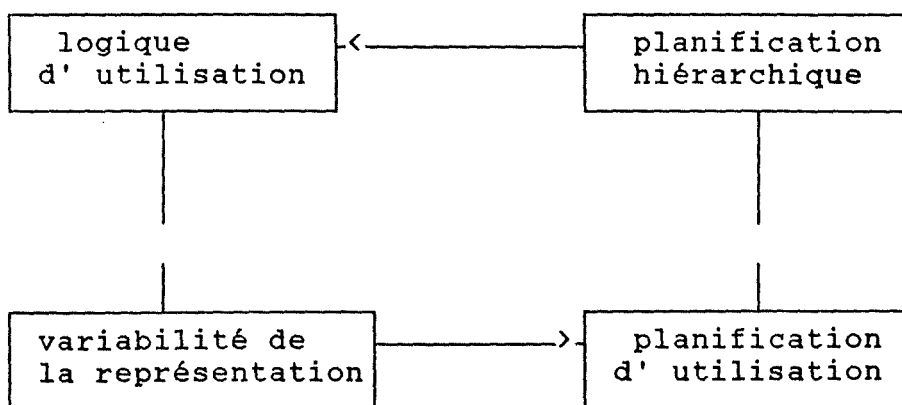 logique
d' utilisation
planification
hiérarchique
variabilité de
la représentation
planification
d' utilisation